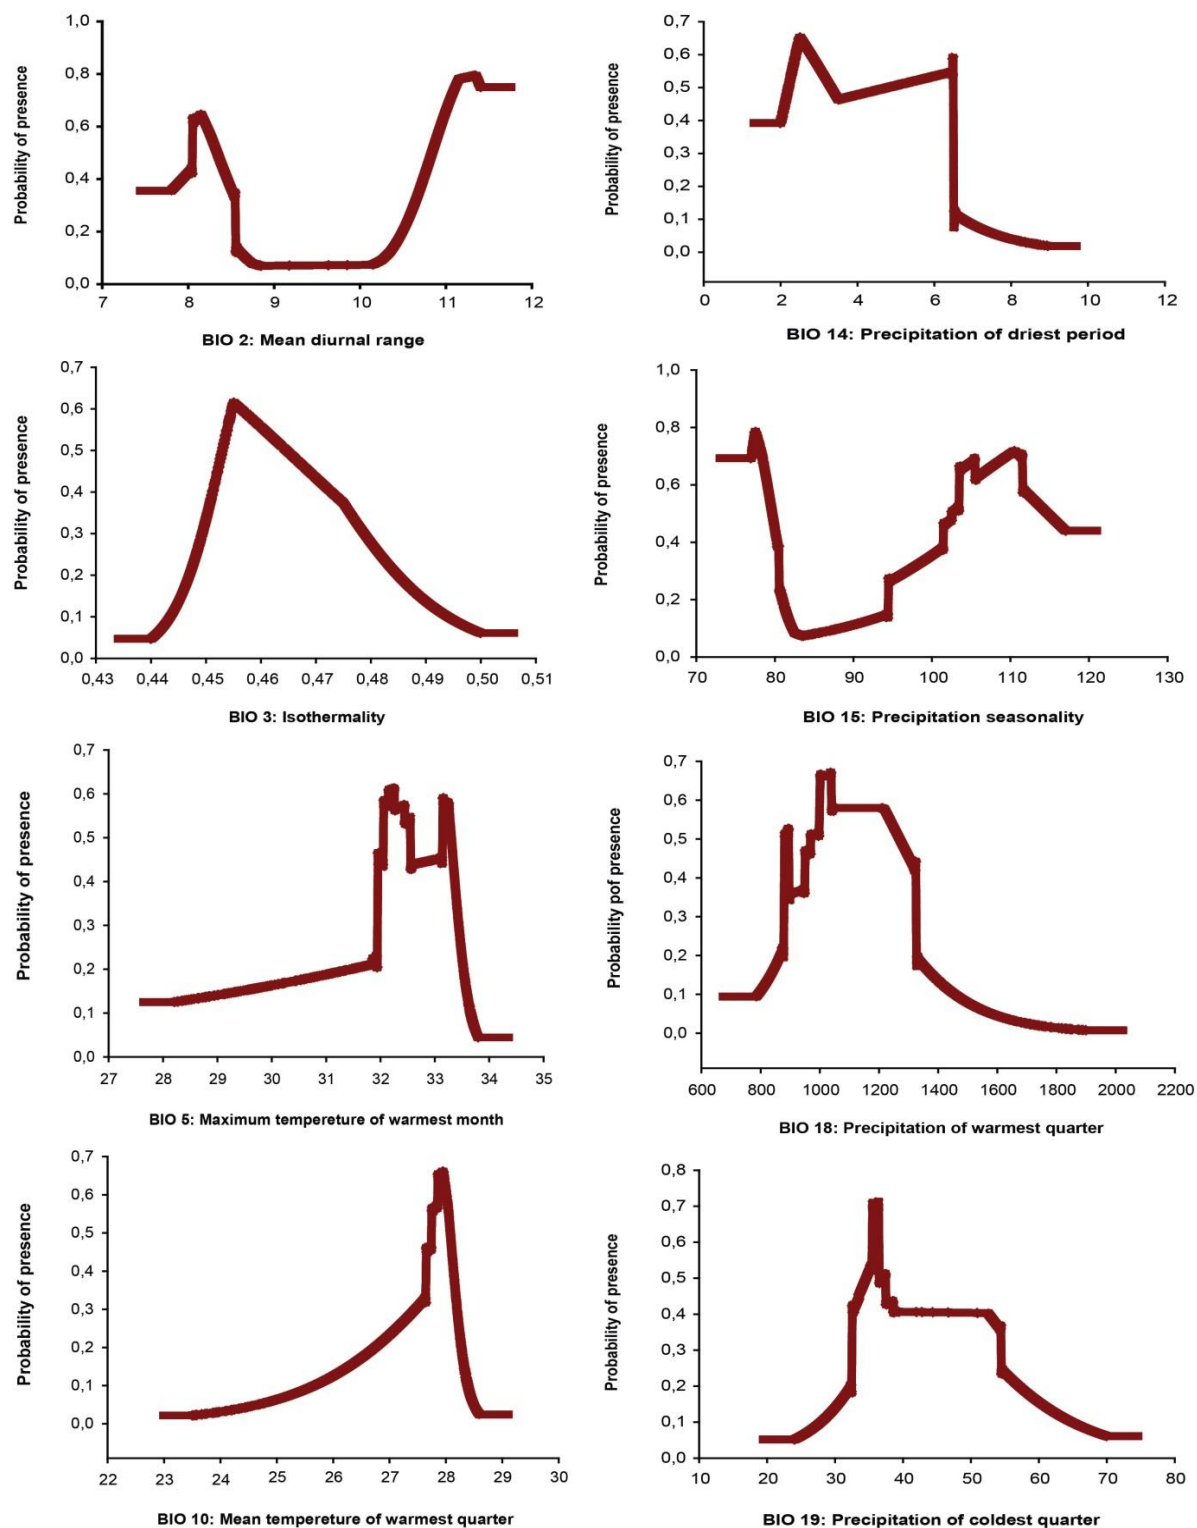 Probability of presence
1,0
0,8
0,6
0,4
0,2
0,0
7 8 9 10 11 12
BIO 2: Mean diurnal range
Probability of presence
0,7
0,6
0,5
0,4
0,3
0,2
0,1
0,0
0 2 4 6 8 10 12
BIO 14: Precipitation of driest period
Probability of presence
0,7
0,6
0,5
0,4
0,3
0,2
0,1
0,0
0,43 0,44 0,45 0,46 0,47 0,48 0,49 0,50 0,51
BIO 3: Isothermality
Probability of presence
1,0
0,8
0,6
0,4
0,2
0,0
70 80 90 100 110 120 130
BIO 15: Precipitation seasonality
Probability of presence
0,7
0,6
0,5
0,4
0,3
0,2
0,1
0,0
27 28 29 30 31 32 33 34 35
BIO 5: Maximum tempereture of warmest month
Probability pof presence
0,7
0,6
0,5
0,4
0,3
0,2
0,1
0,0
600 800 1000 1200 1400 1600 1800 2000 2200
BIO 18: Precipitation of warmest quarter
Probability of presence
0,7
0,6
0,5
0,4
0,3
0,2
0,1
0,0
22 23 24 25 26 27 28 29 30
BIO 10: Mean tempereture of warmest quarter
Probability of presence
0,8
0,7
0,6
0,5
0,4
0,3
0,2
0,1
0,0
10 20 30 40 50 60 70 80
BIO 19: Precipitation of coldest quarter